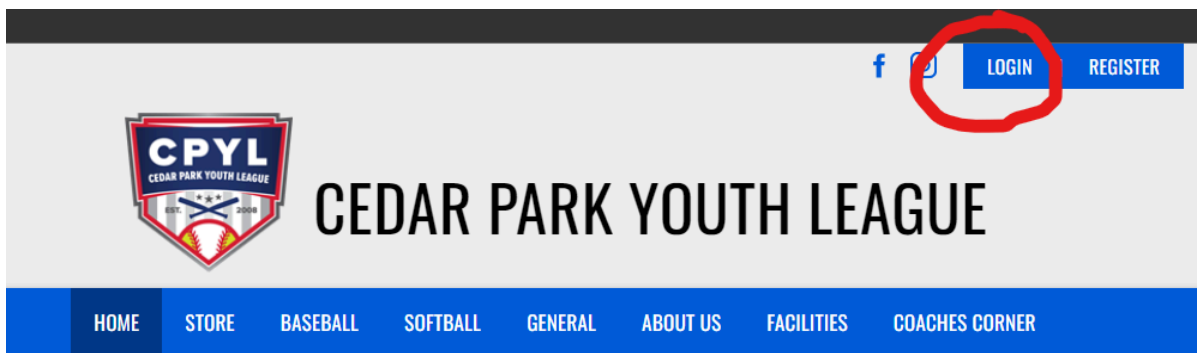 f
LOGIN
REGISTER
CPYL
CEDAR PARK YOUTH LEAGUE
EST. 2008
CEDAR PARK YOUTH LEAGUE
HOME
STORE
BASEBALL
SOFTBALL
GENERAL
ABOUT US
FACILITIES
COACHES CORNER